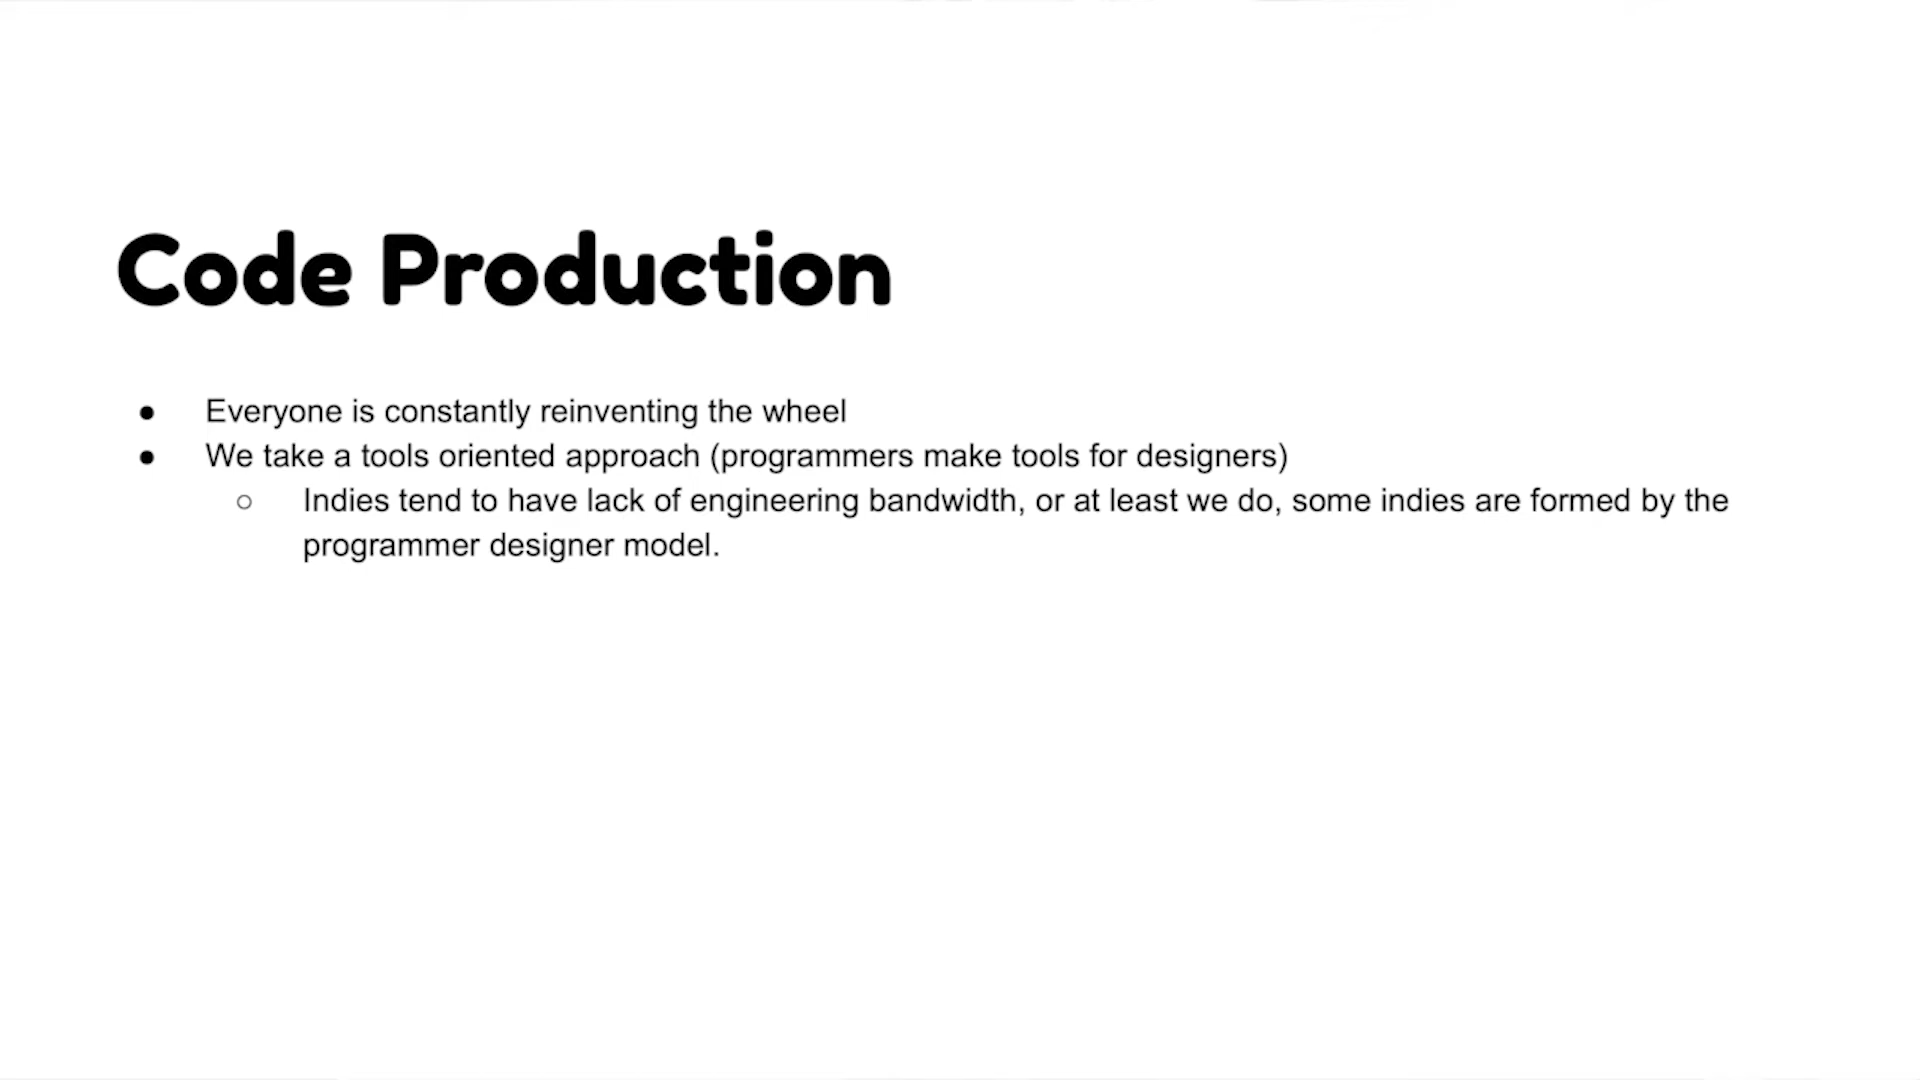 Code Production
● Everyone is constantly reinventing the wheel
● We take a tools oriented approach (programmers make tools for designers)
○ Indies tend to have lack of engineering bandwidth, or at least we do, some indies are formed by the
programmer designer model.